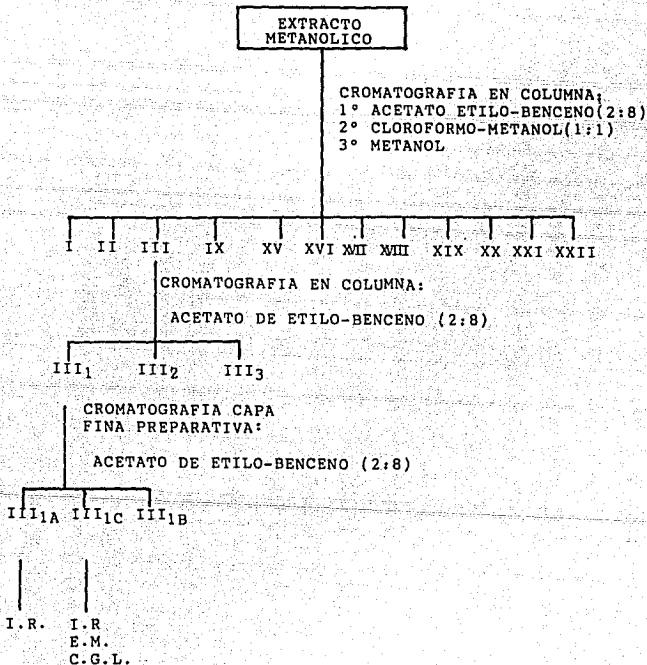 EXTRACTO
METANOLICO
CROMATOGRAFIA EN COLUMNA:
1° ACETATO ETILO-BENCENO(2:8)
2° CLOROFORMO-METANOL(1:1)
3° METANOL
I II III IX XV XVI XVII XVIII XIX XX XXI XXII
CROMATOGRAFIA EN COLUMNA:
ACETATO DE ETILO-BENCENO (2:8)
III1 III2 III3
CROMATOGRAFIA CAPA
FINA PREPARATIVA:
ACETATO DE ETILO-BENCENO (2:8)
III1A III1C III1B
I.R. I.R
E.M.
C.G.L.